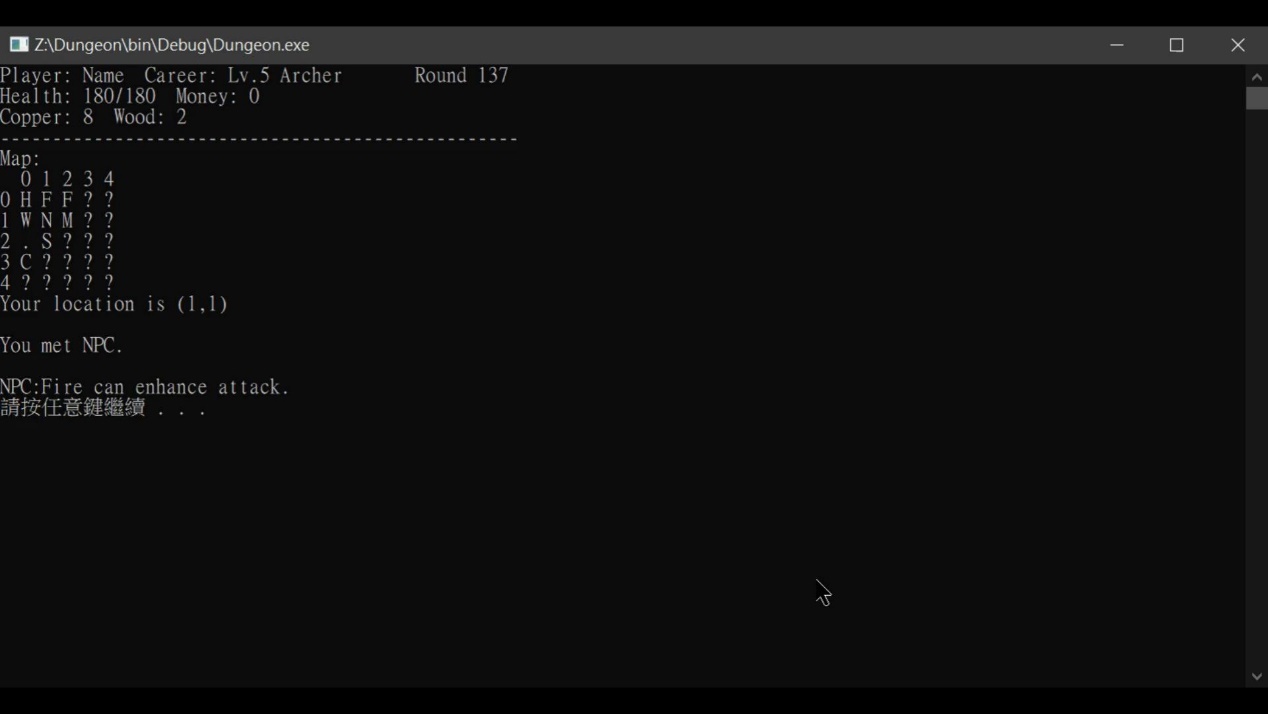 Z:\Dungeon\bin\Debug\Dungeon.exe
Player: Name  Career: Lv.5 Archer       Round 137
Health: 180/180  Money: 0
Copper: 8  Wood: 2
--------------------------------------------------
Map:
  0 1 2 3 4
0 H F F ? ?
1 W N M ? ?
2 . S ? ? ?
3 C ? ? ? ?
4 ? ? ? ? ?
Your location is (1,1)
You met NPC.
NPC:Fire can enhance attack.
請按任意鍵繼續 . . .